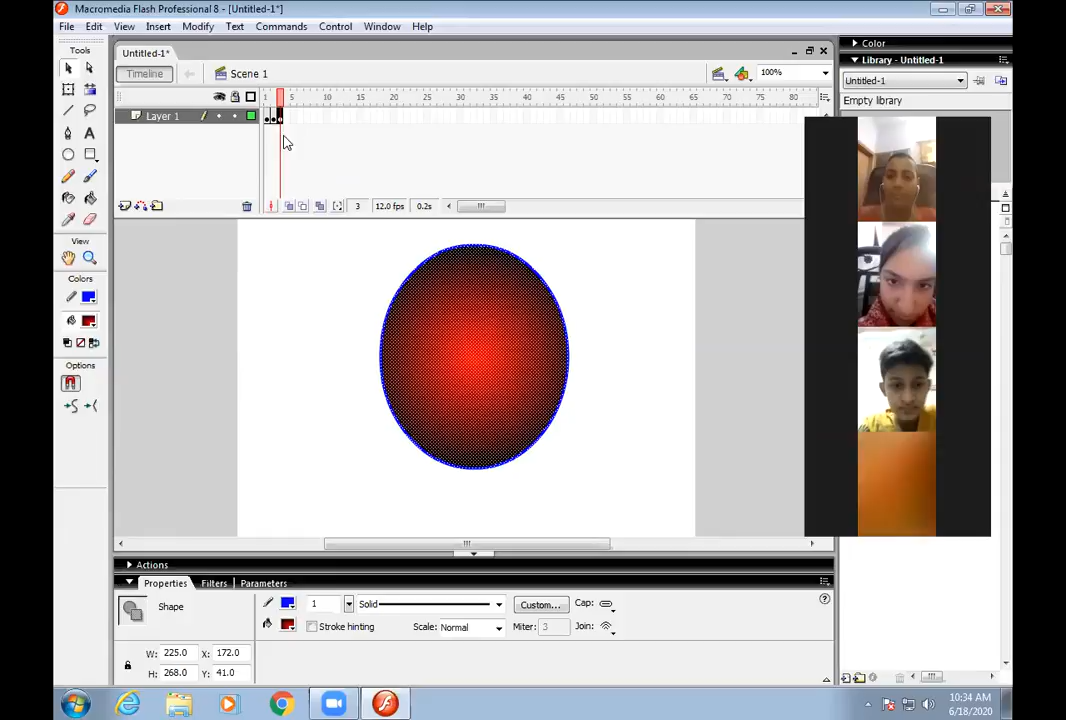 Macromedia Flash Professional 8 - [Untitled-1*]
File Edit View Insert Modify Text Commands Control Window Help
Tools
Untitled-1*
Timeline
Scene 1
100%
1 5 10 15 20 25 30 35 40 45 50 55 60 65 70 75 80
Layer 1
3 12.0 fps 0.2s
View
Colors
Options
Color
Library - Untitled-1
Untitled-1
Empty library
Actions
Properties Filters Parameters
Shape
1 Solid Custom... Cap:
Stroke hinting Scale: Normal Miter: 3 Join:
W: 225.0 X: 172.0
H: 268.0 Y: 41.0
10:34 AM
6/18/2020